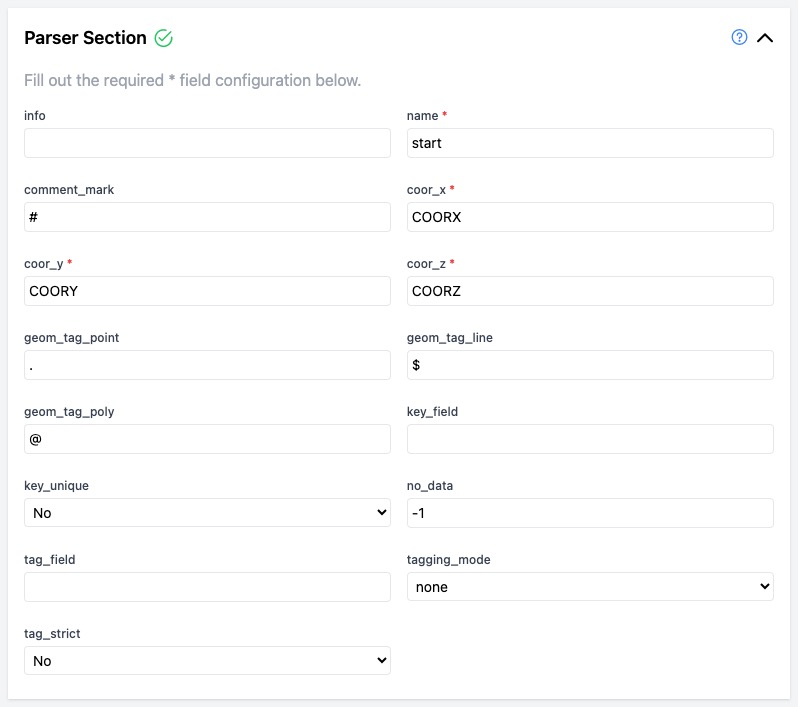 Parser Section
Fill out the required * field configuration below.
info
name *
start
comment_mark
#
coor_x *
COORX
coor_y *
COORY
coor_z *
COORZ
geom_tag_point
.
geom_tag_line
$
geom_tag_poly
@
key_field
key_unique
No
no_data
-1
tag_field
tagging_mode
none
tag_strict
No